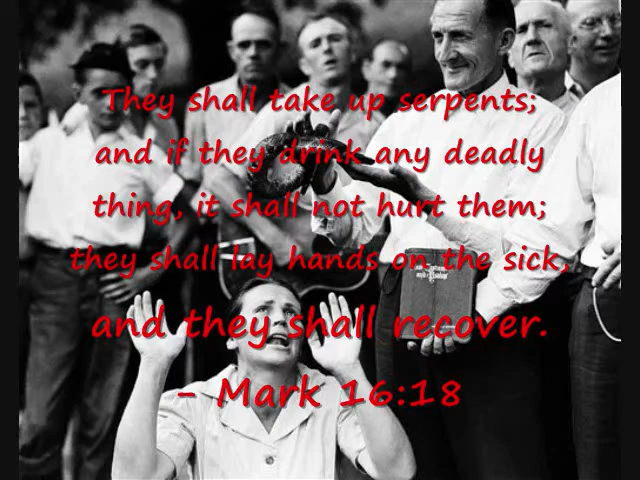 They shall take up serpents;
and if they drink any deadly
thing, it shall not hurt them;
they shall lay hands on the sick,
and they shall recover.
- Mark 16:18